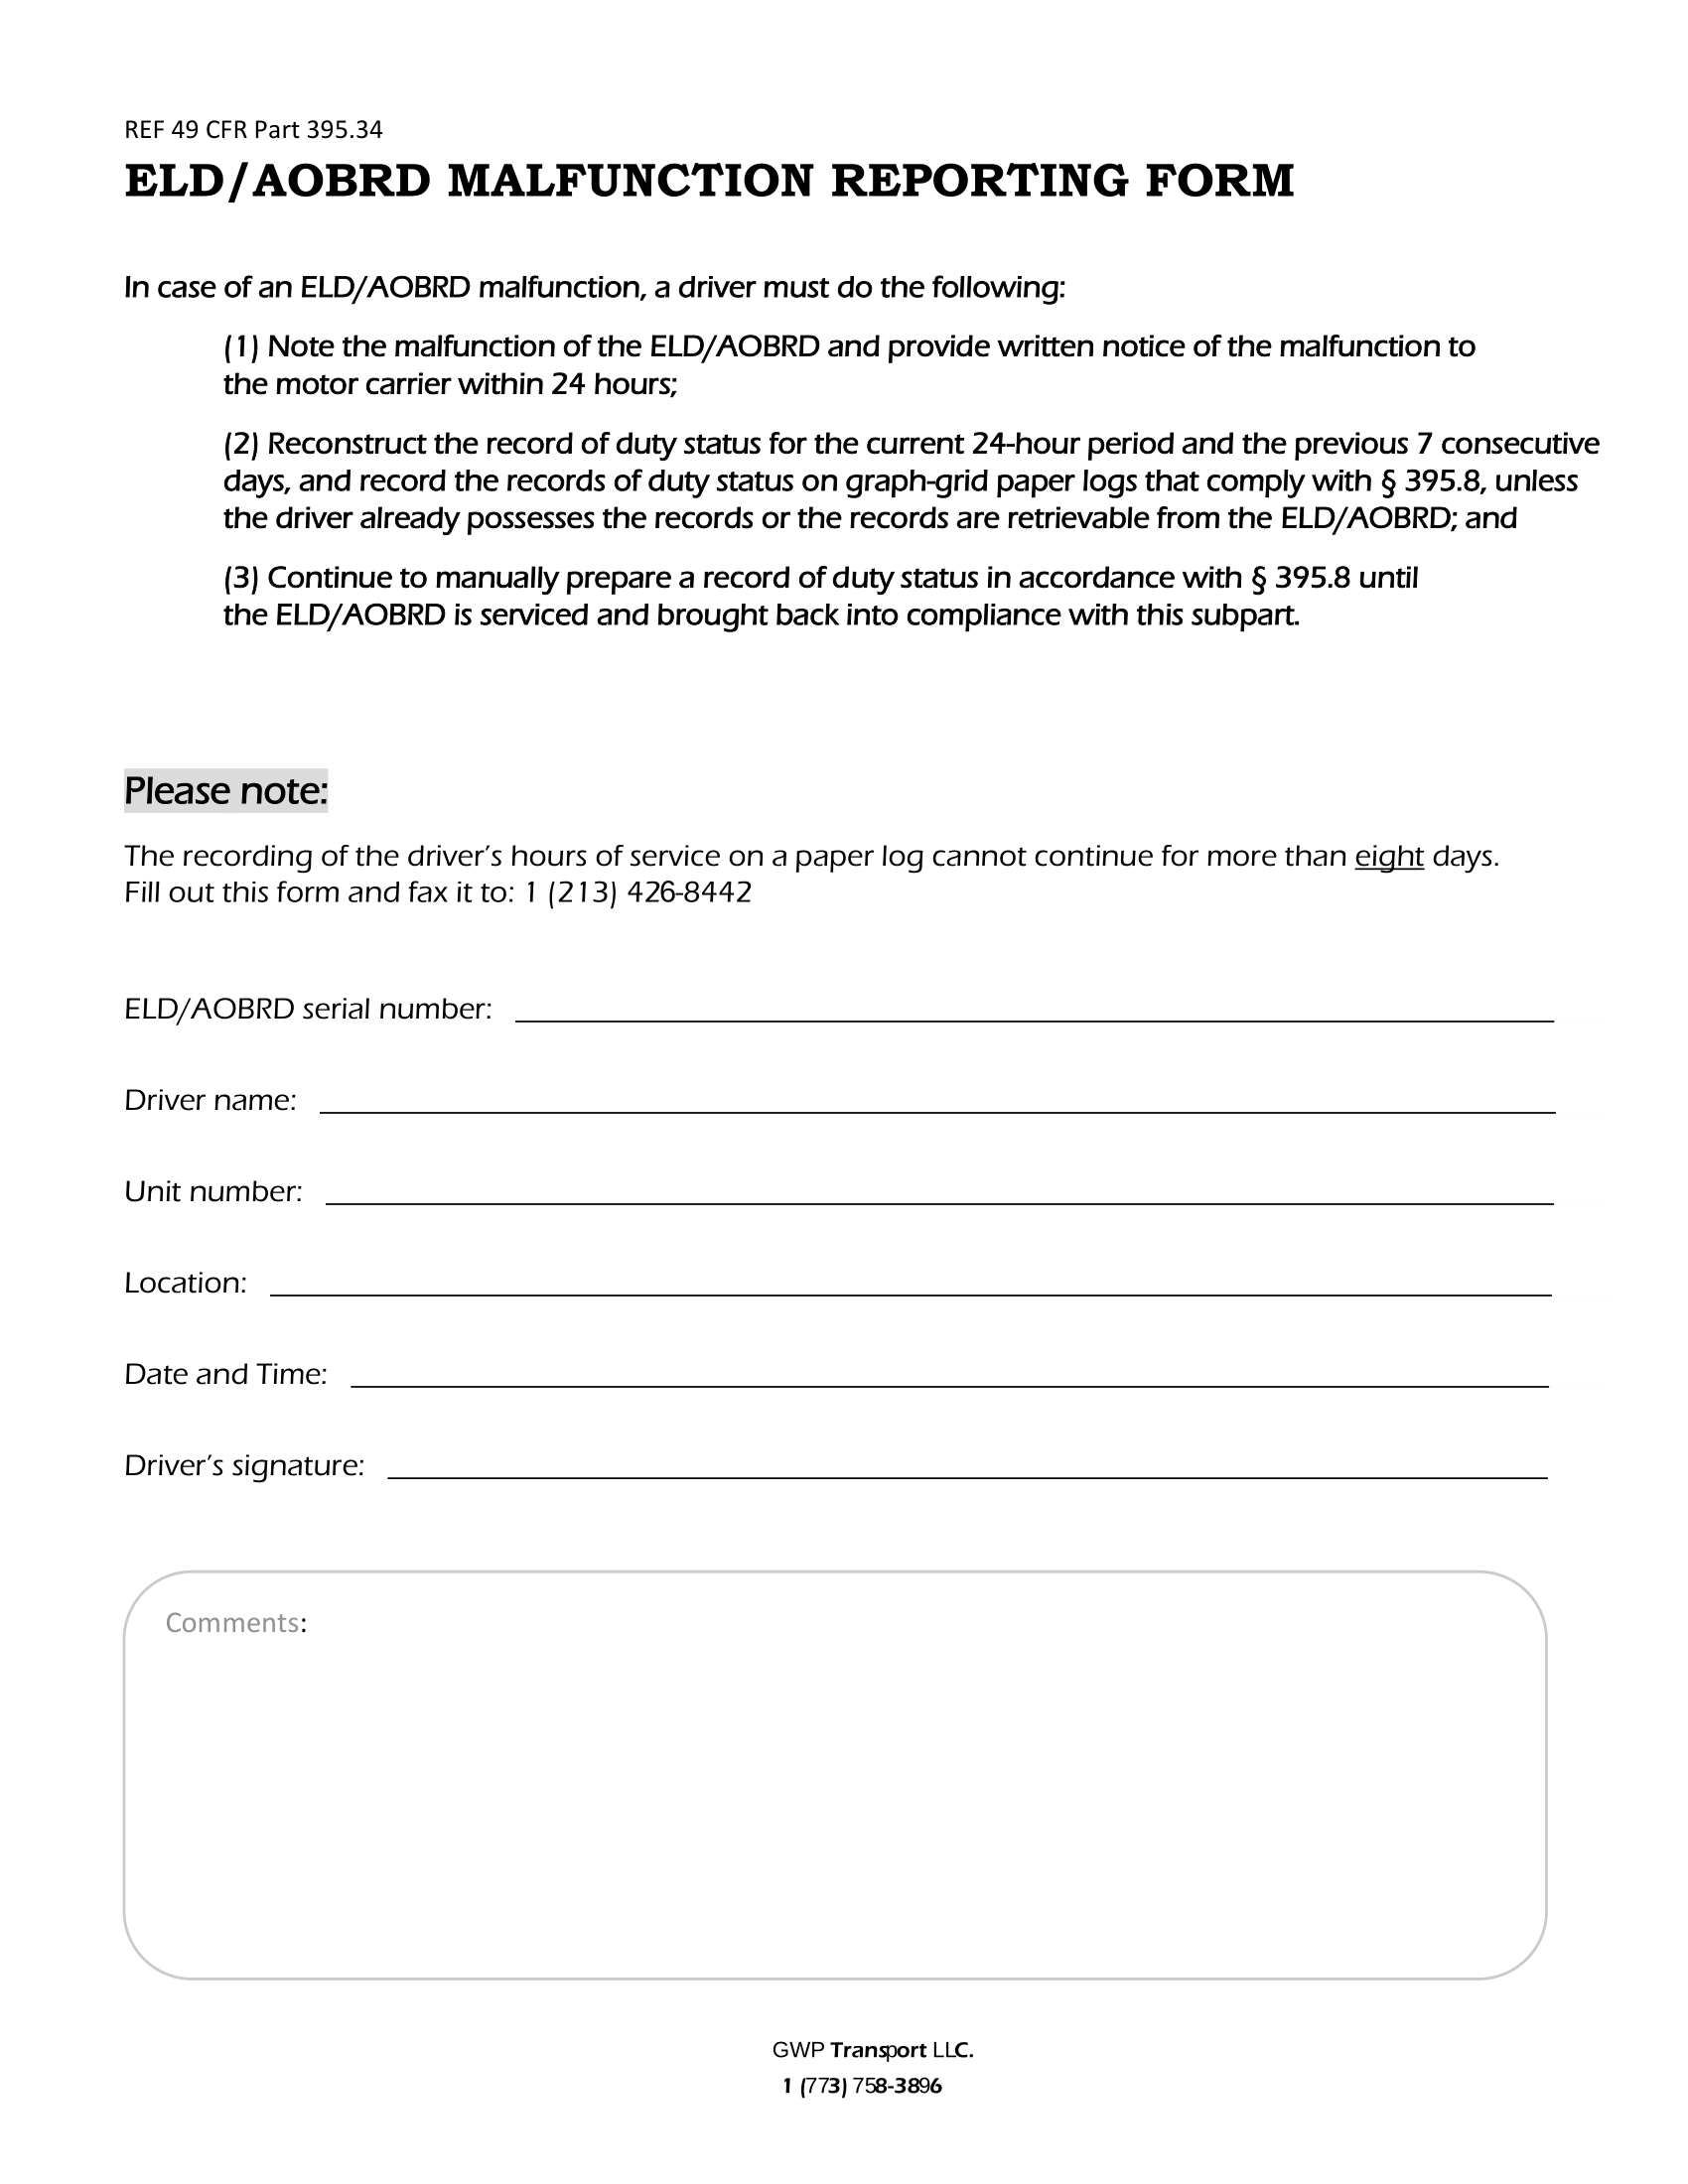 REF 49 CFR Part 395.34
ELD/AOBRD MALFUNCTION REPORTING FORM
In case of an ELD/AOBRD malfunction, a driver must do the following:
(1) Note the malfunction of the ELD/AOBRD and provide written notice of the malfunction to
the motor carrier within 24 hours;
(2) Reconstruct the record of duty status for the current 24-hour period and the previous 7 consecutive
days, and record the records of duty status on graph-grid paper logs that comply with § 395.8, unless
the driver already possesses the records or the records are retrievable from the ELD/AOBRD; and
(3) Continue to manually prepare a record of duty status in accordance with § 395.8 until
the ELD/AOBRD is serviced and brought back into compliance with this subpart.
Please note:
The recording of the driver's hours of service on a paper log cannot continue for more than eight days.
Fill out this form and fax it to: 1 (213) 426-8442
ELD/AOBRD serial number:
Driver name:
Unit number:
Location:
Date and Time:
Driver's signature:
Comments:
GWP Transport LLC.
1 (773) 758-3896